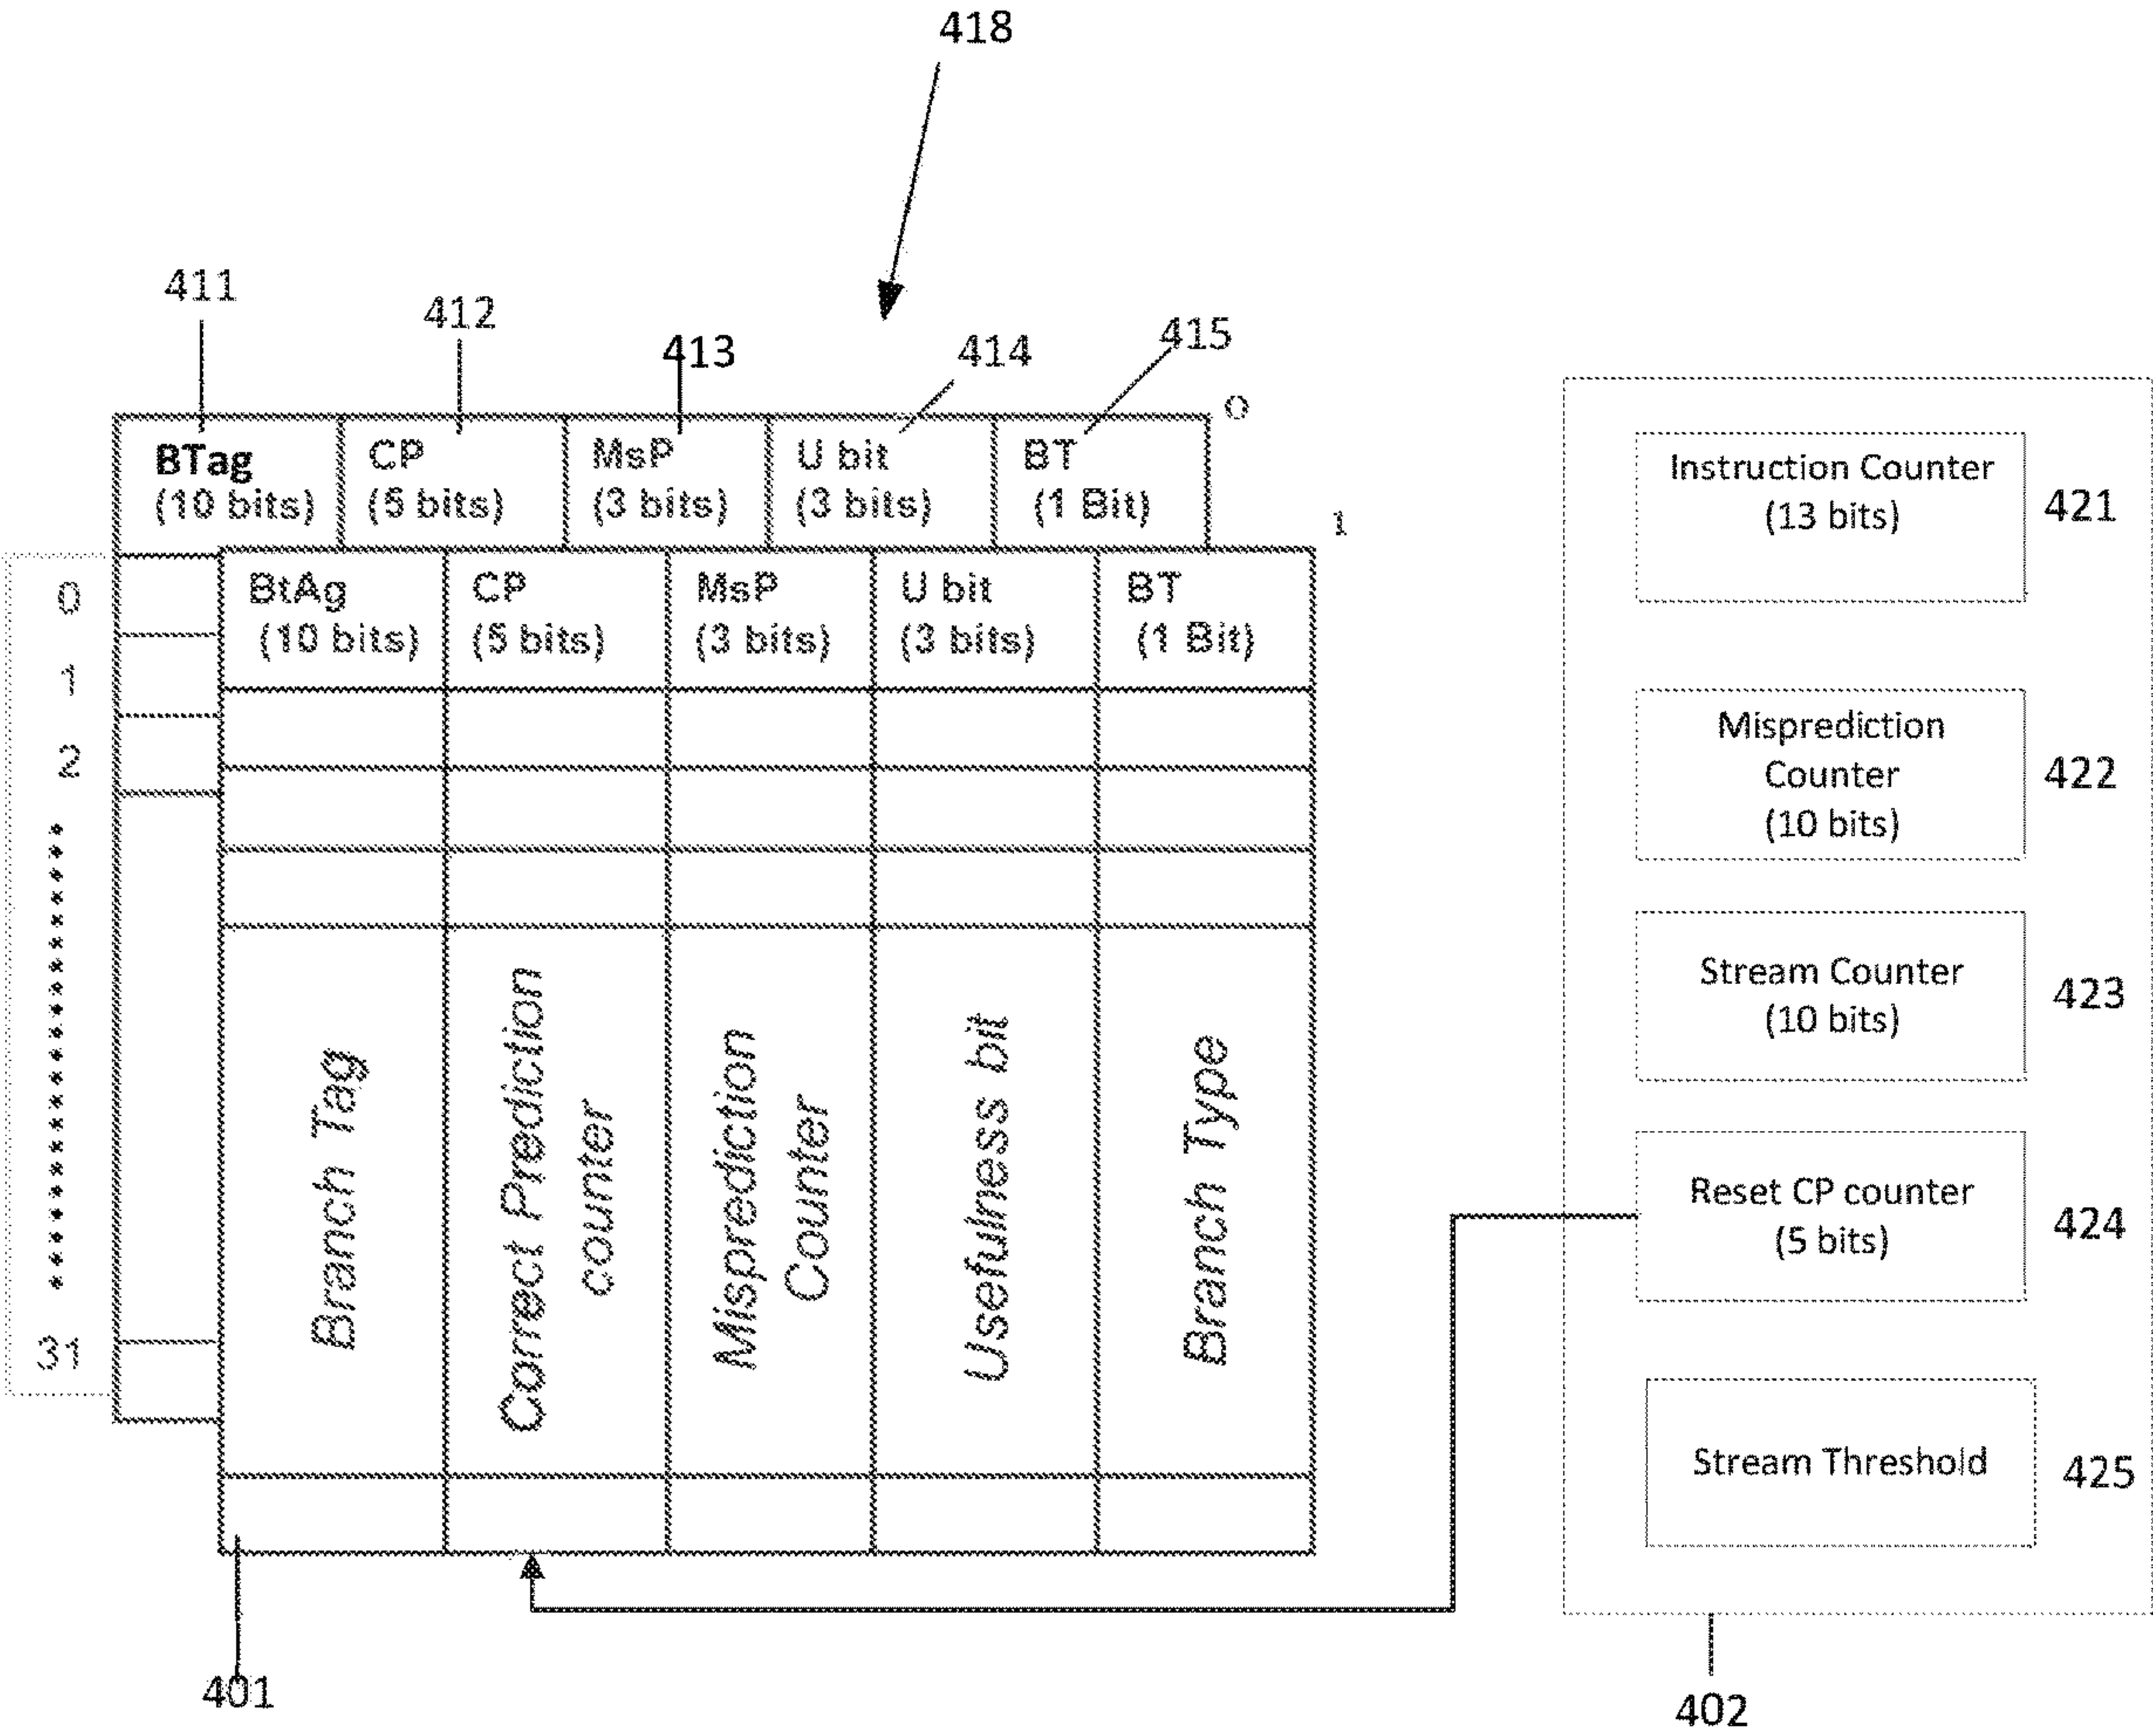 418
411
412
413
414
415
0
BTag
(10 bits)
CP
(5 bits)
MsP
(3 bits)
U bit
(3 bits)
BT
(1 Bit)
1
BtAg
(10 bits)
CP
(5 bits)
MsP
(3 bits)
U bit
(3 bits)
BT
(1 Bit)
0
1
2
31
Branch Tag
Correct Prediction
counter
Misprediction
Counter
Usefulness bit
Branch Type
401
Instruction Counter
(13 bits)
421
Misprediction
Counter
(10 bits)
422
Stream Counter
(10 bits)
423
Reset CP counter
(5 bits)
424
Stream Threshold
425
402